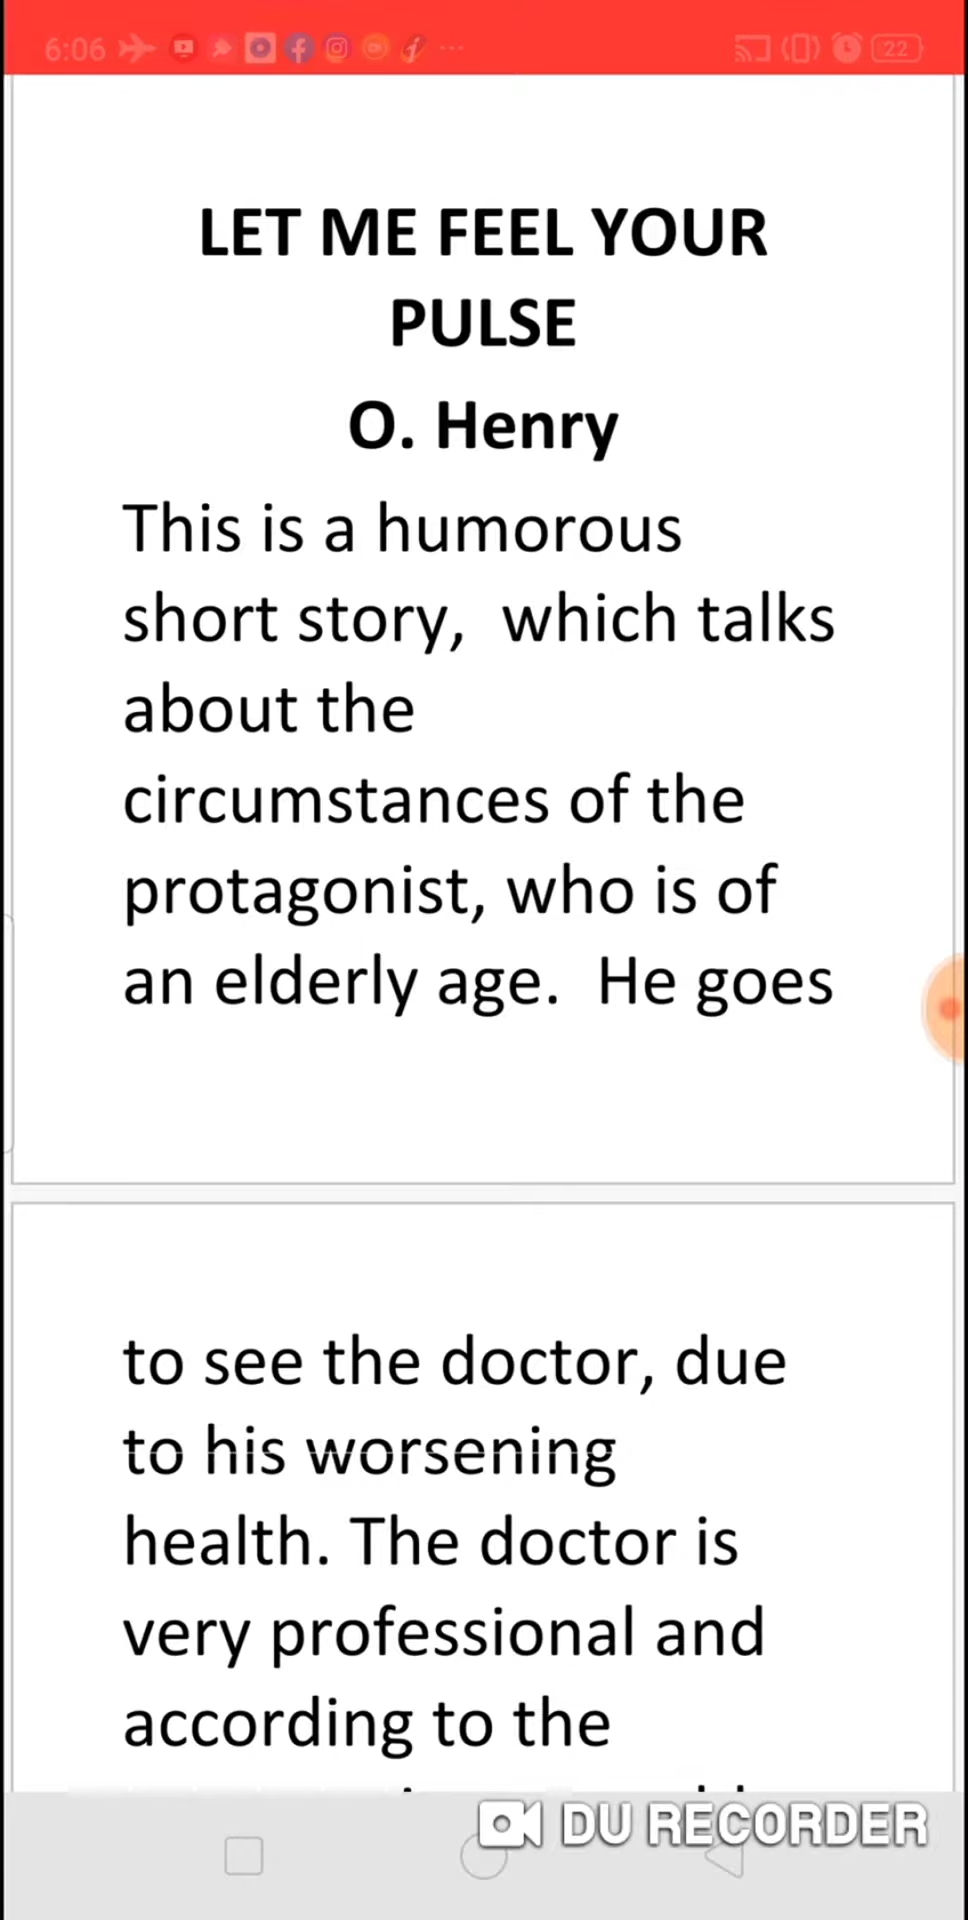 6:06
22
LET ME FEEL YOUR
PULSE
O. Henry
This is a humorous
short story, which talks
about the
circumstances of the
protagonist, who is of
an elderly age. He goes
to see the doctor, due
to his worsening
health. The doctor is
very professional and
according to the
DU RECORDER